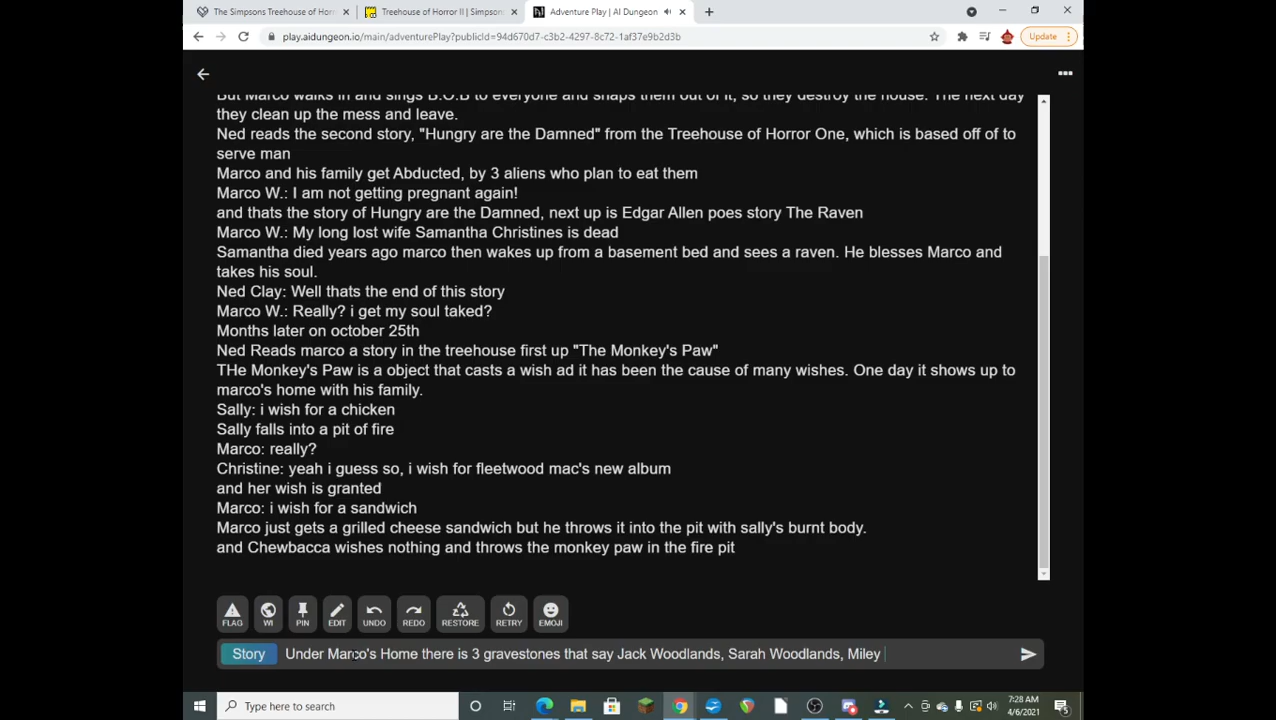 The Simpsons Treehouse of Horr
Treehouse of Horror II | Simpsons
Adventure Play | AI Dungeon
play.aidungeon.io/main/adventurePlay?publicId=94d670d7-c3b2-4297-8c72-1af37e9b2d3b
Update
But Marco walks in and sings B.O.B to everyone and snaps them out of it, so they destroy the house. The next day
they clean up the mess and leave.
Ned reads the second story, "Hungry are the Damned" from the Treehouse of Horror One, which is based off of to
serve man
Marco and his family get Abducted, by 3 aliens who plan to eat them
Marco W.: I am not getting pregnant again!
and thats the story of Hungry are the Damned, next up is Edgar Allen poes story The Raven
Marco W.: My long lost wife Samantha Christines is dead
Samantha died years ago marco then wakes up from a basement bed and sees a raven. He blesses Marco and
takes his soul.
Ned Clay: Well thats the end of this story
Marco W.: Really? i get my soul taked?
Months later on october 25th
Ned Reads marco a story in the treehouse first up "The Monkey's Paw"
THe Monkey's Paw is a object that casts a wish ad it has been the cause of many wishes. One day it shows up to
marco's home with his family.
Sally: i wish for a chicken
Sally falls into a pit of fire
Marco: really?
Christine: yeah i guess so, i wish for fleetwood mac's new album
and her wish is granted
Marco: i wish for a sandwich
Marco just gets a grilled cheese sandwich but he throws it into the pit with sally's burnt body.
and Chewbacca wishes nothing and throws the monkey paw in the fire pit
FLAG WI PIN EDIT UNDO REDO RESTORE RETRY EMOJI
Story Under Marco's Home there is 3 gravestones that say Jack Woodlands, Sarah Woodlands, Miley
Type here to search
7:28 AM
4/6/2021
5